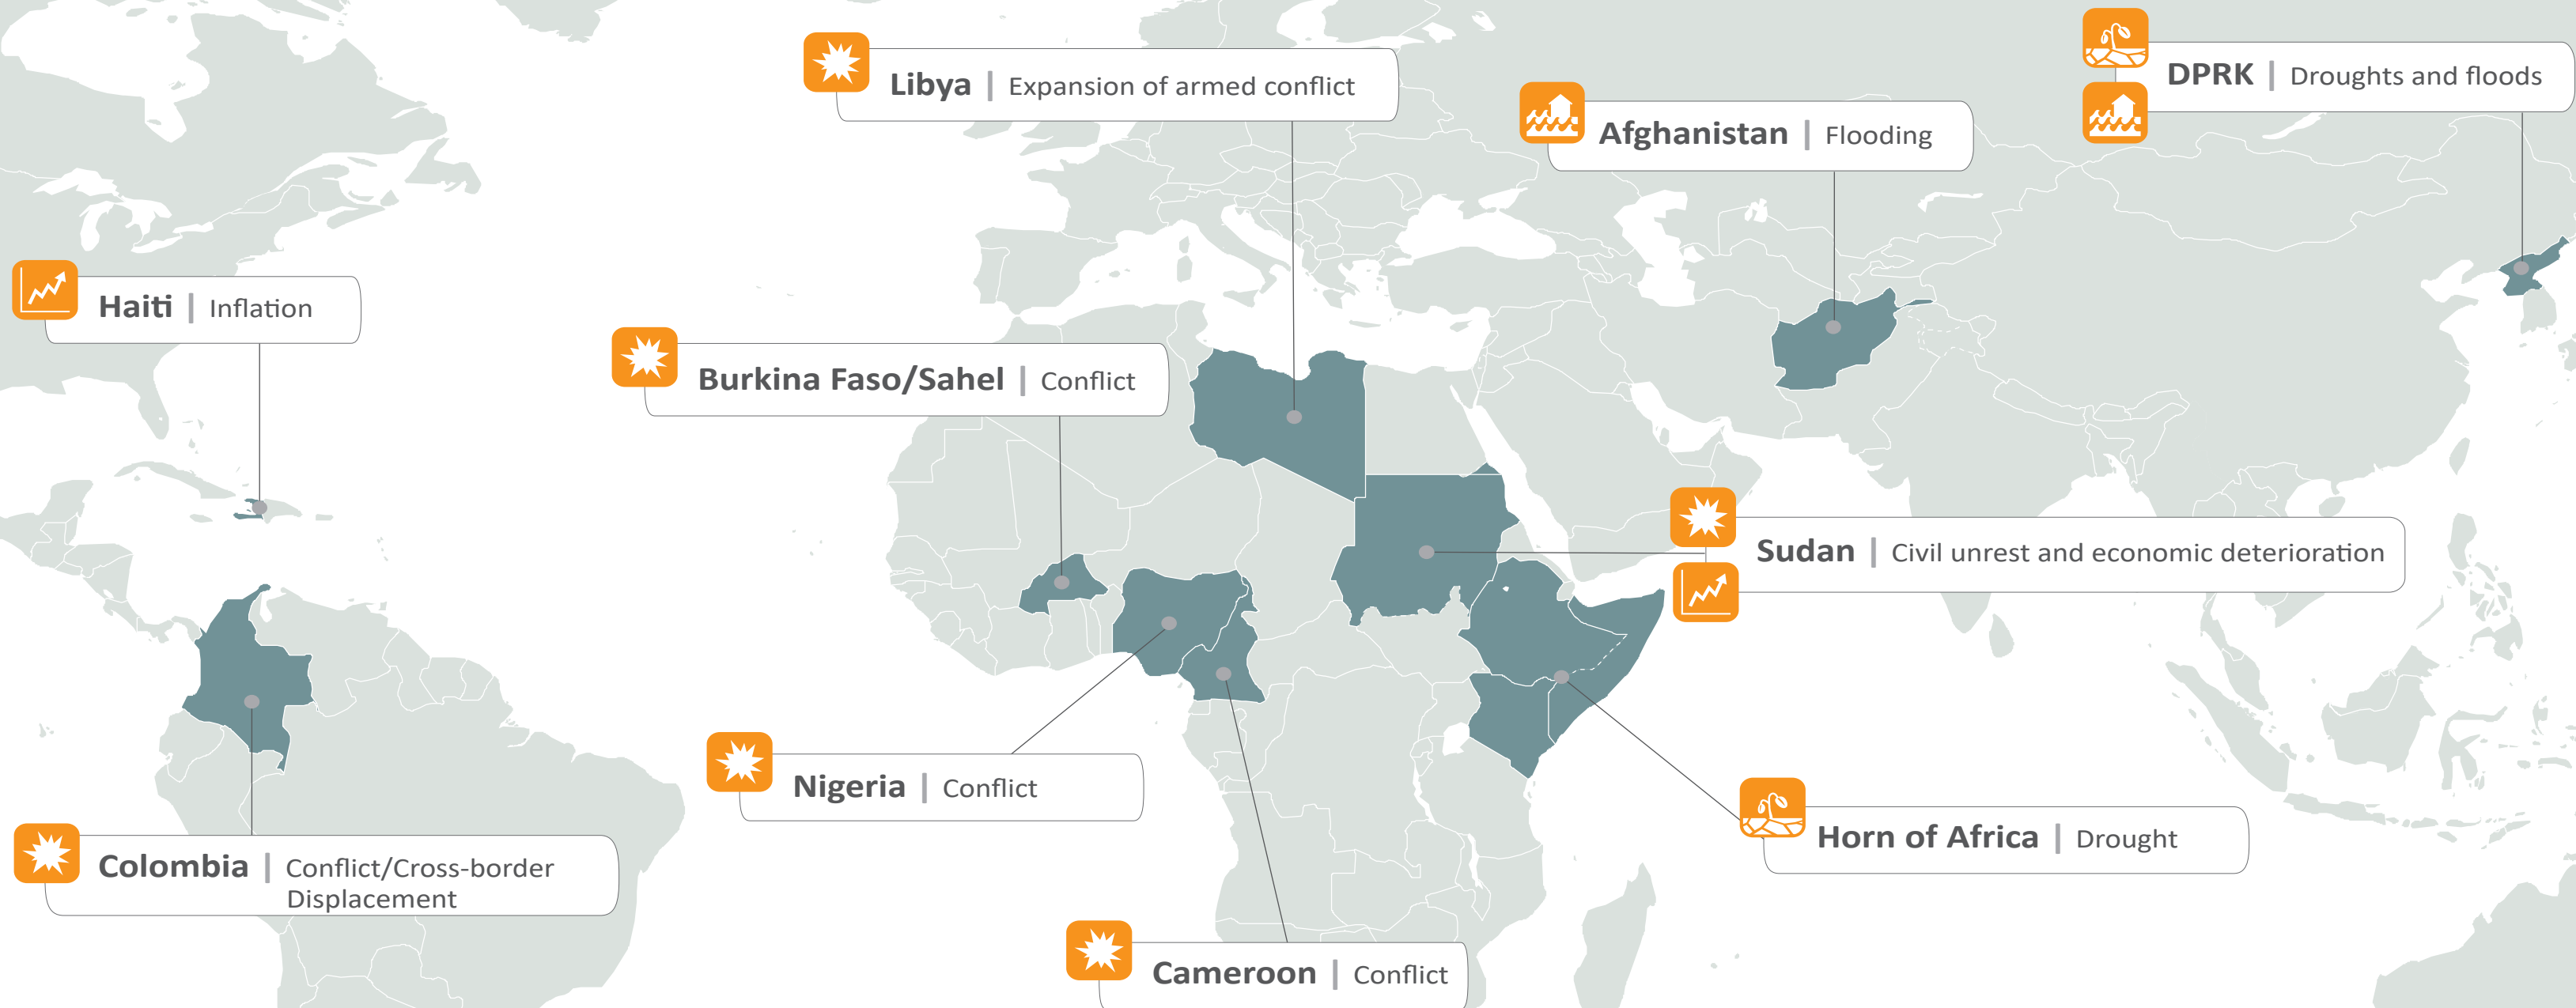 Libya | Expansion of armed conflict
DPRK | Droughts and floods
Afghanistan | Flooding
Haiti | Inflation
Burkina Faso/Sahel | Conflict
Sudan | Civil unrest and economic deterioration
Nigeria | Conflict
Horn of Africa | Drought
Colombia | Conflict/Cross-border
Displacement
Cameroon | Conflict